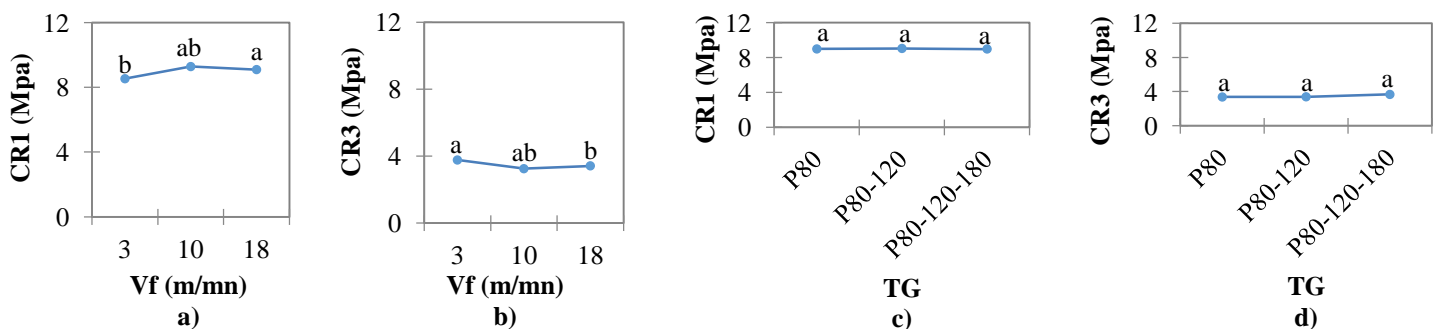 CR1 (Mpa)
12
8
4
0
b
ab
a
3
10
18
Vf (m/mn)
a)
CR3 (Mpa)
12
8
4
0
a
ab
b
3
10
18
Vf (m/mn)
b)
CR1 (Mpa)
12
8
4
0
a
a
a
P80
P80-120
P80-120-180
TG
c)
CR3 (Mpa)
12
8
4
0
a
a
a
P80
P80-120
P80-120-180
TG
d)